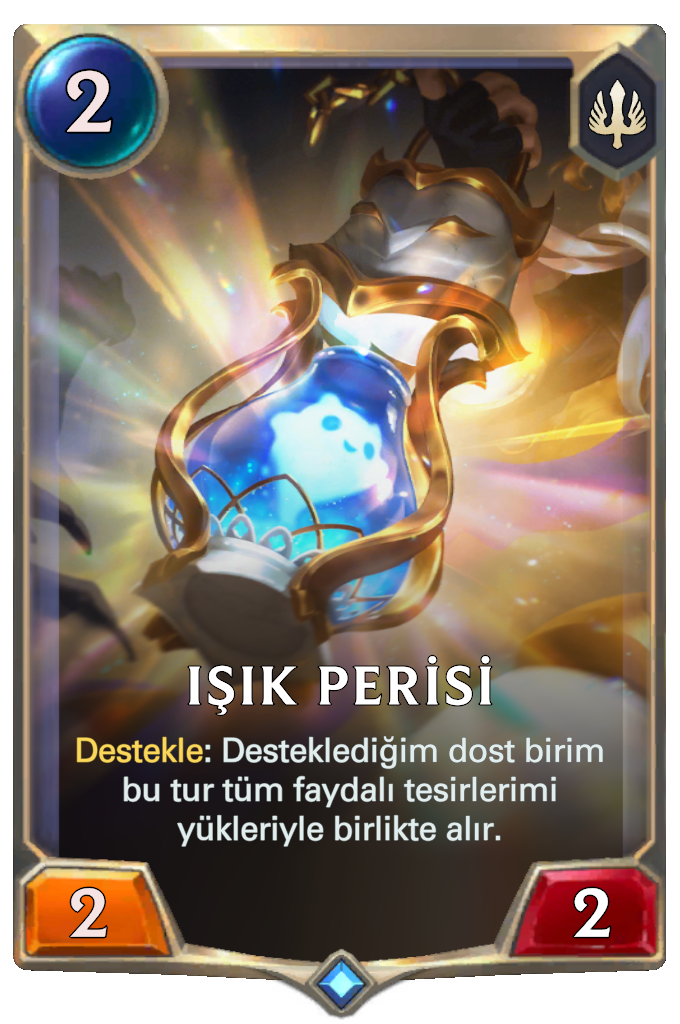 2
IŞIK PERİSİ
Destekle: Desteklediğim dost birim
bu tur tüm faydalı tesirlerimi
yükleriyle birlikte alır.
2
2